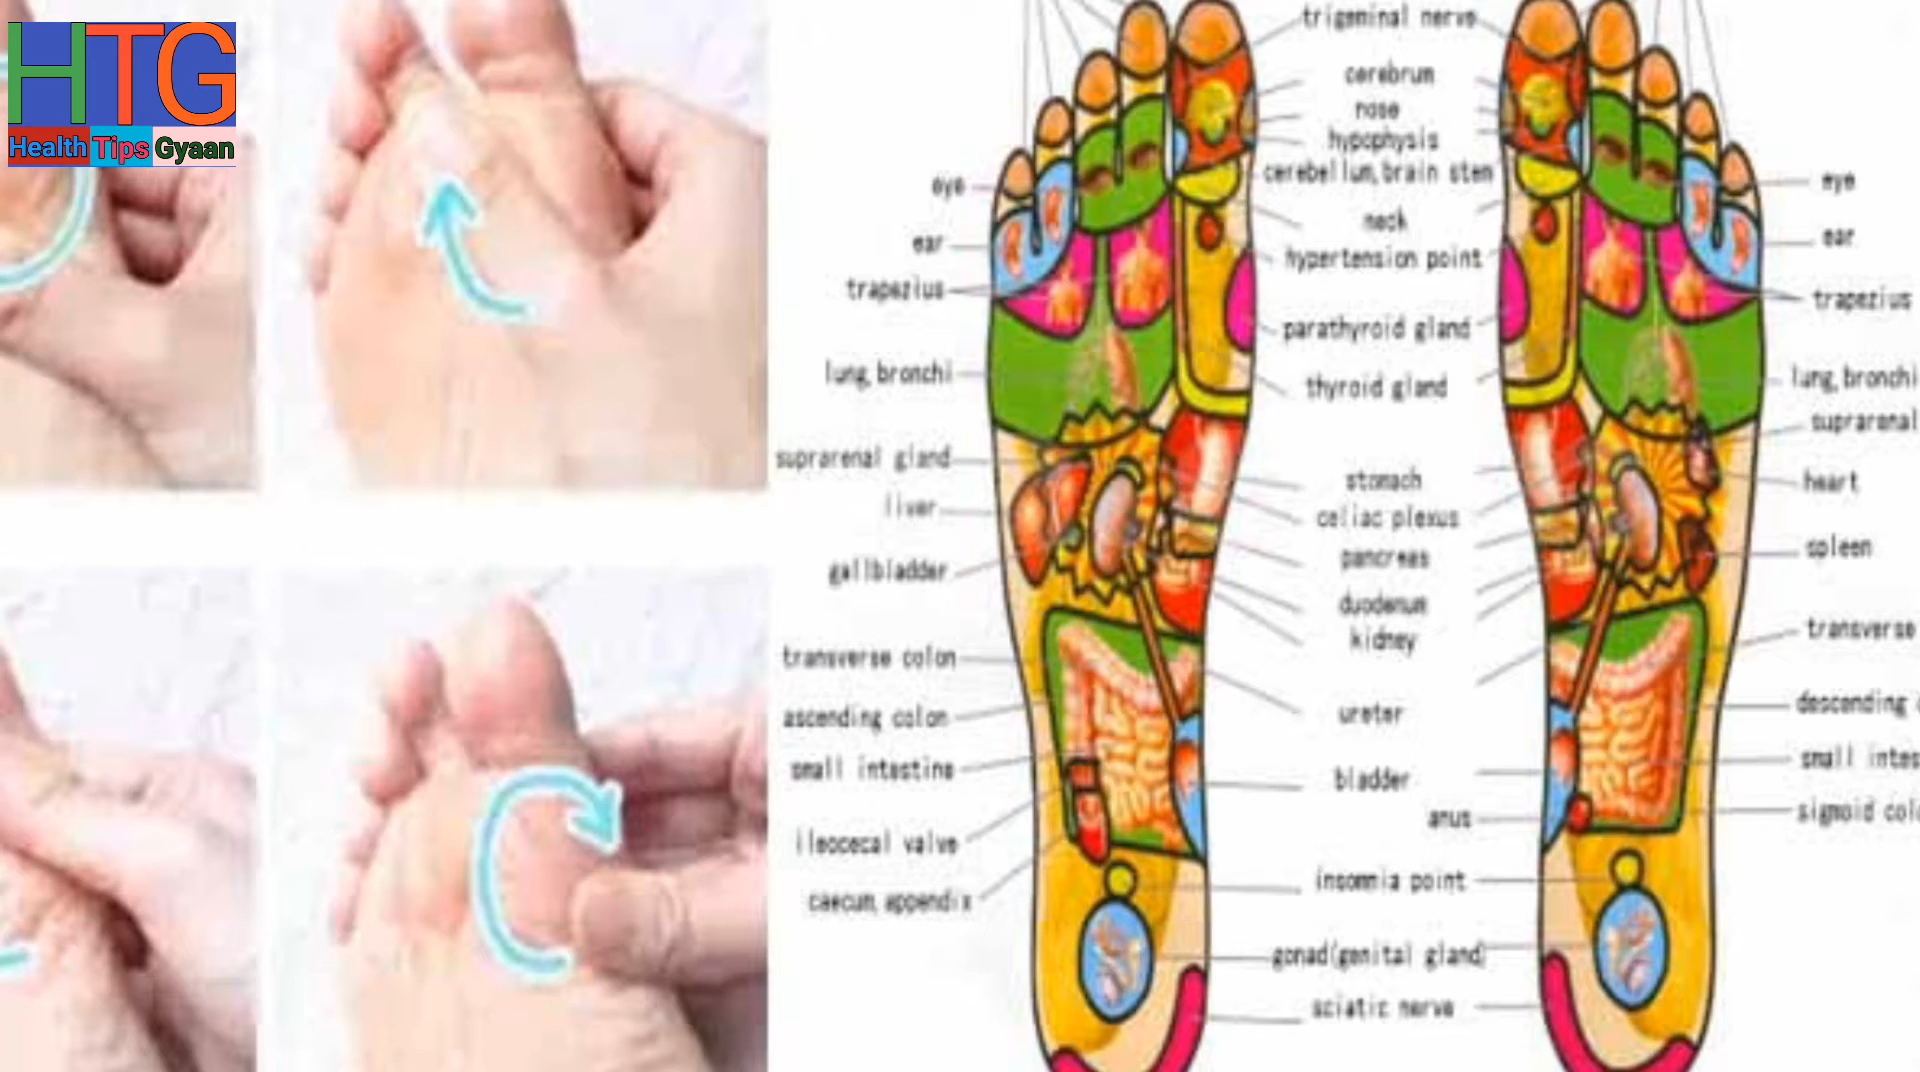 HTG
Health Tips Gyaan
trigeminal nerve
cerebrum
nose
hypophysis
cerebellum, brain stem
neck
hypertension point
parathyroid gland
thyroid gland
stomach
celiac plexus
pancreas
duodenum
kidney
ureter
bladder
anus
insomnia point
gonad(genital gland)
sciatic nerve
eye
ear
trapezius
lung, bronchi
suprarenal gland
liver
gallbladder
transverse colon
ascending colon
small intestine
ileocecal valve
caecum, appendix
eye
ear
trapezius
lung, bronchi
suprarenal
heart
spleen
transverse
descending
small intes
sigmoid col